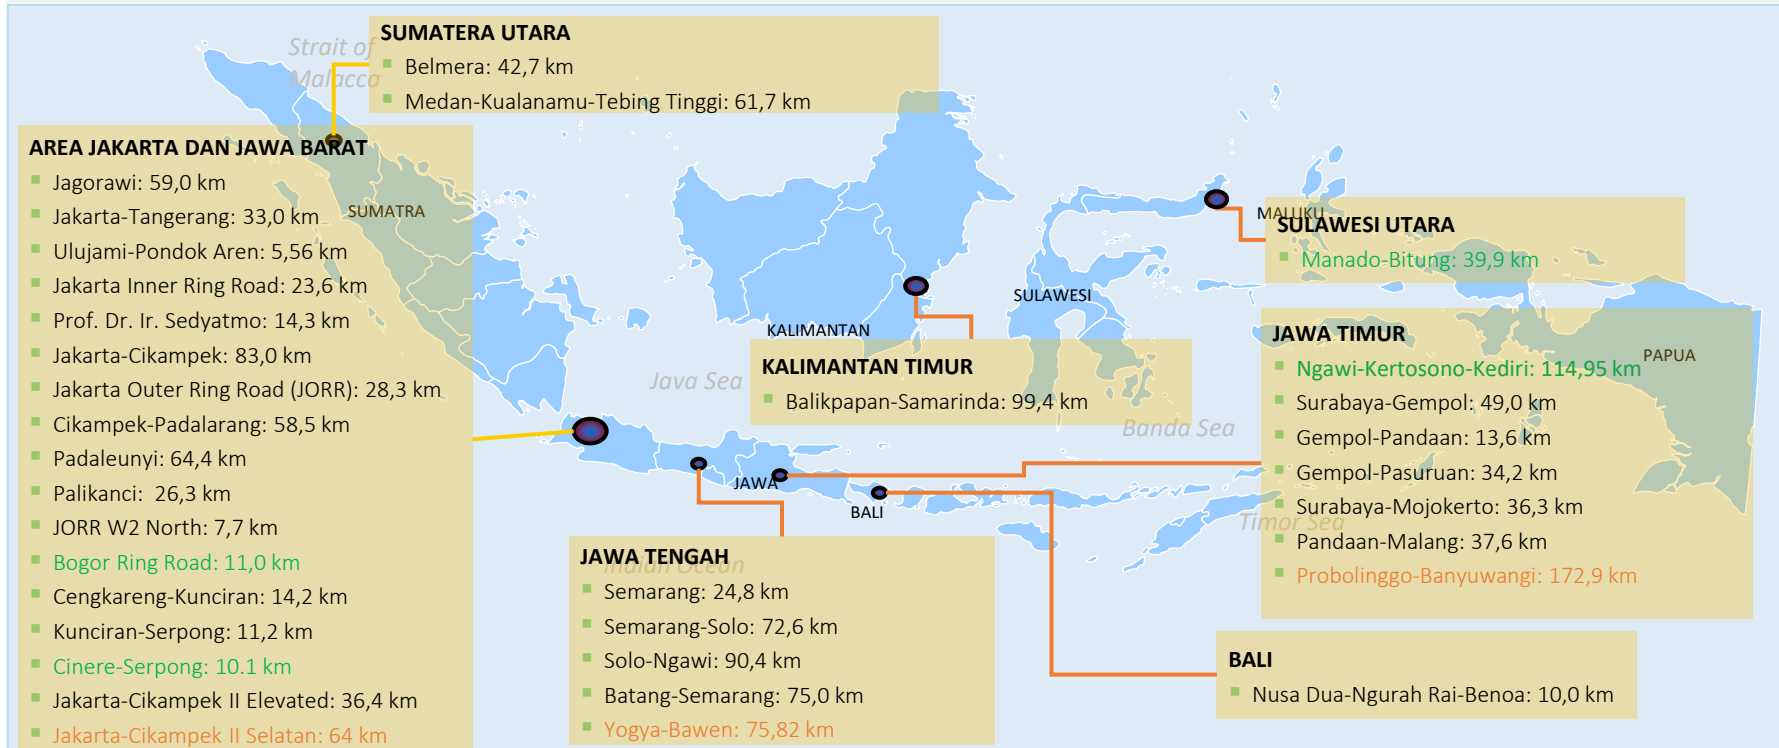 Strait of
Malacca
SUMATERA UTARA
Belmera: 42,7 km
Medan-Kualanamu-Tebing Tinggi: 61,7 km
AREA JAKARTA DAN JAWA BARAT
Jagorawi: 59,0 km
Jakarta-Tangerang: 33,0 km
Ulujami-Pondok Aren: 5,56 km
Jakarta Inner Ring Road: 23,6 km
Prof. Dr. Ir. Sedyatmo: 14,3 km
Jakarta-Cikampek: 83,0 km
Jakarta Outer Ring Road (JORR): 28,3 km
Cikampek-Padalarang: 58,5 km
Padaleunyi: 64,4 km
Palikanci: 26,3 km
JORR W2 North: 7,7 km
Bogor Ring Road: 11,0 km
Cengkareng-Kunciran: 14,2 km
Kunciran-Serpong: 11,2 km
Cinere-Serpong: 10.1 km
Jakarta-Cikampek II Elevated: 36,4 km
Jakarta-Cikampek II Selatan: 64 km
SUMATRA
KALIMANTAN
SULAWESI
MALUKU
PAPUA
Java Sea
Banda Sea
Timor Sea
Indian Ocean
JAWA
BALI
SULAWESI UTARA
Manado-Bitung: 39,9 km
KALIMANTAN TIMUR
Balikpapan-Samarinda: 99,4 km
JAWA TIMUR
Ngawi-Kertosono-Kediri: 114,95 km
Surabaya-Gempol: 49,0 km
Gempol-Pandaan: 13,6 km
Gempol-Pasuruan: 34,2 km
Surabaya-Mojokerto: 36,3 km
Pandaan-Malang: 37,6 km
Probolinggo-Banyuwangi: 172,9 km
JAWA TENGAH
Semarang: 24,8 km
Semarang-Solo: 72,6 km
Solo-Ngawi: 90,4 km
Batang-Semarang: 75,0 km
Yogya-Bawen: 75,82 km
BALI
Nusa Dua-Ngurah Rai-Benoa: 10,0 km